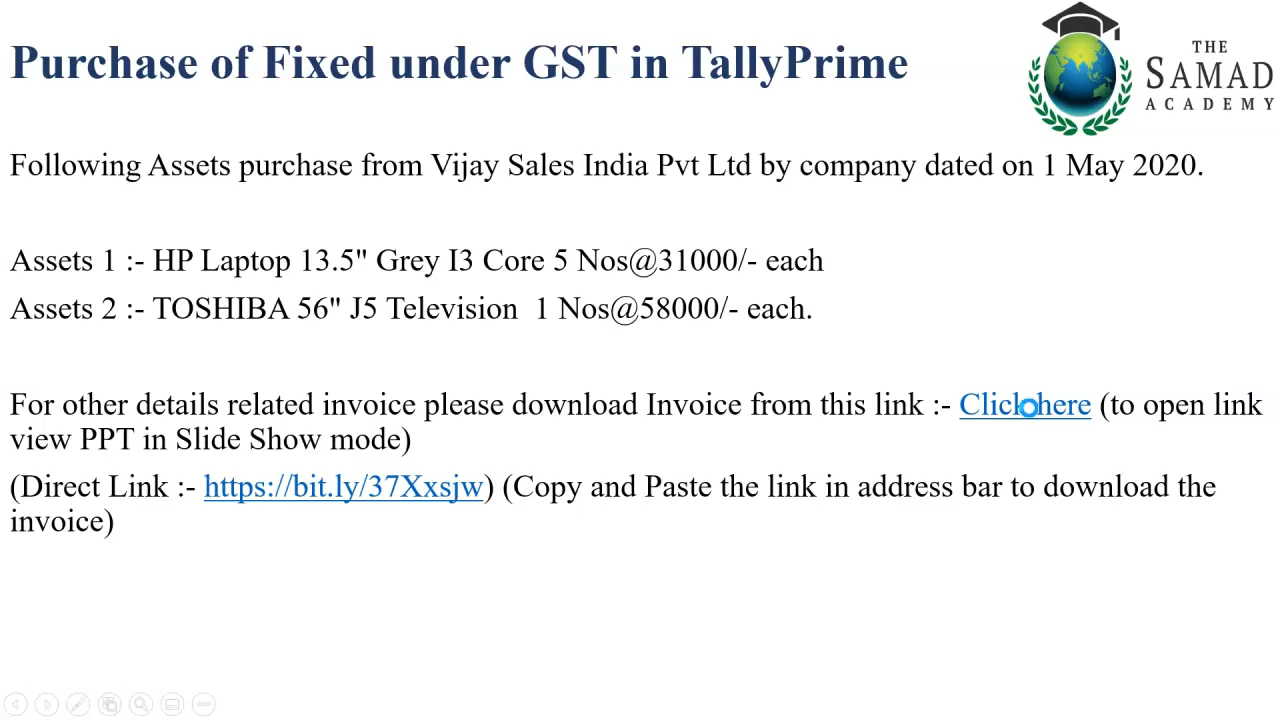 Purchase of Fixed under GST in TallyPrime
THE
SAMAD
ACADEMY
Following Assets purchase from Vijay Sales India Pvt Ltd by company dated on 1 May 2020.
Assets 1 :- HP Laptop 13.5" Grey I3 Core 5 Nos@31000/- each
Assets 2 :- TOSHIBA 56" J5 Television 1 Nos@58000/- each.
For other details related invoice please download Invoice from this link :- Click here (to open link
view PPT in Slide Show mode)
(Direct Link :- https://bit.ly/37Xxsjw) (Copy and Paste the link in address bar to download the
invoice)